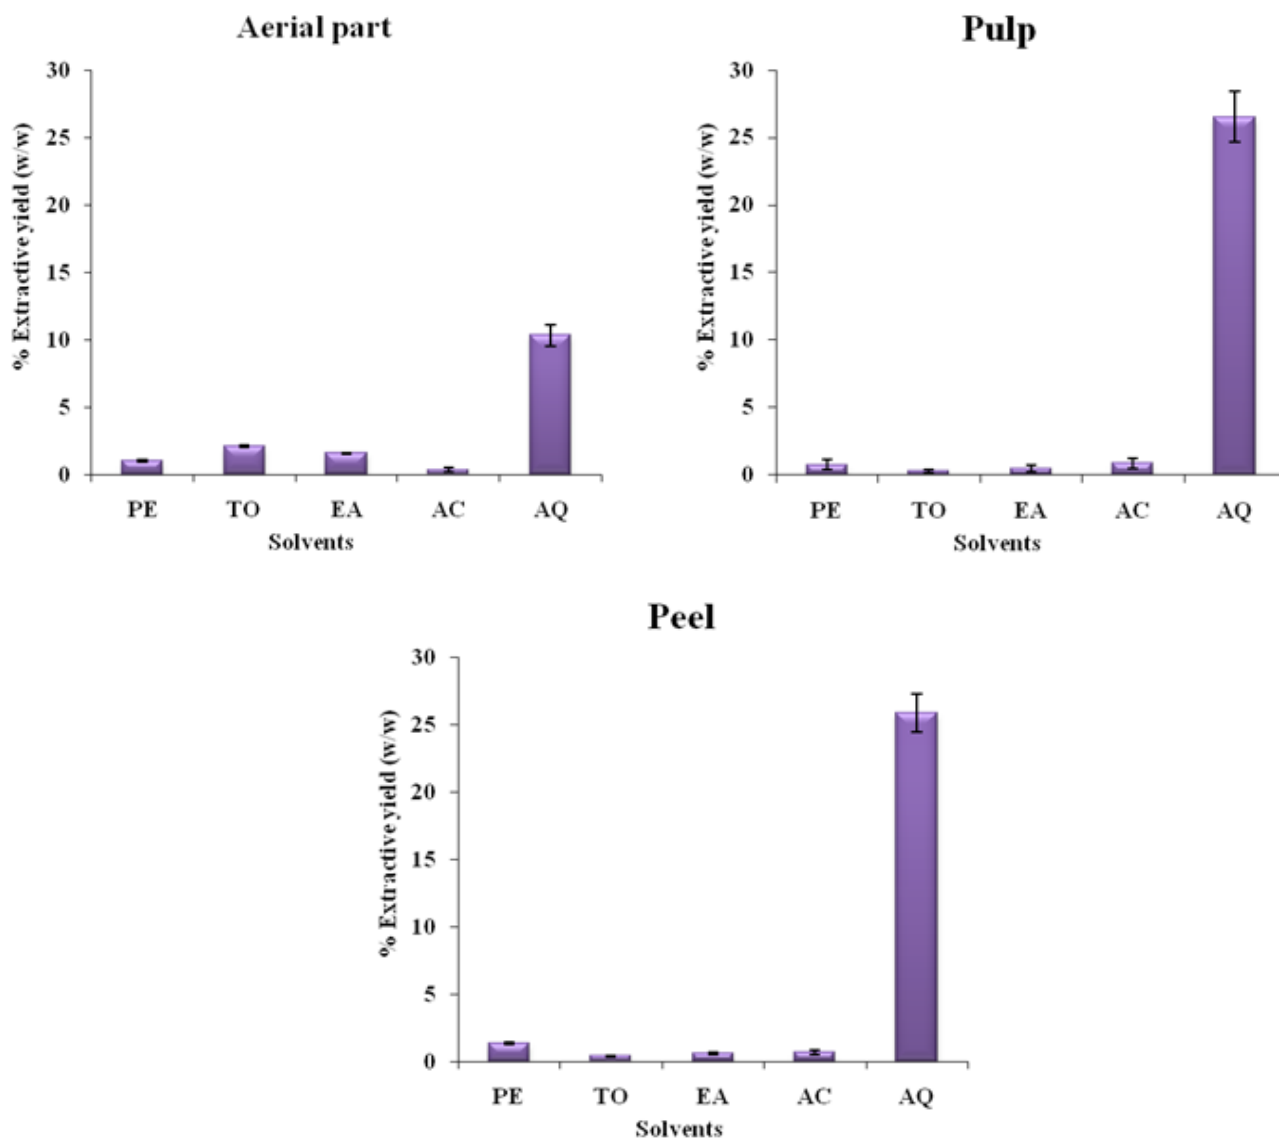 Aerial part
% Extractive yield (w/w)
30
25
20
15
10
5
0
PE TO EA AC AQ
Solvents
Pulp
% Extractive yield (w/w)
30
25
20
15
10
5
0
PE TO EA AC AQ
Solvents
Peel
% Extractive yield (w/w)
30
25
20
15
10
5
0
PE TO EA AC AQ
Solvents